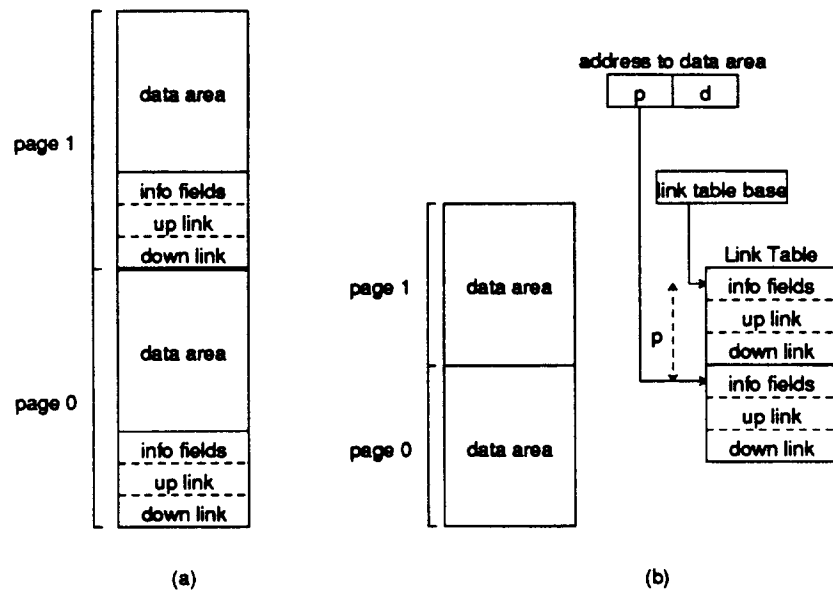 data area
page 1
info fields
up link
down link
data area
page 0
info fields
up link
down link
(a)
address to data area
p d
link table base
Link Table
info fields
up link
down link
info fields
up link
down link
p
page 1
data area
page 0
data area
(b)